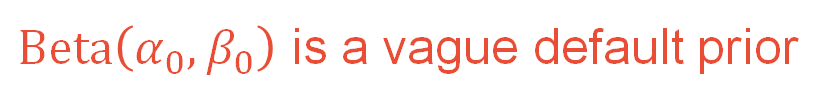 Beta(α₀, β₀) is a vague default prior